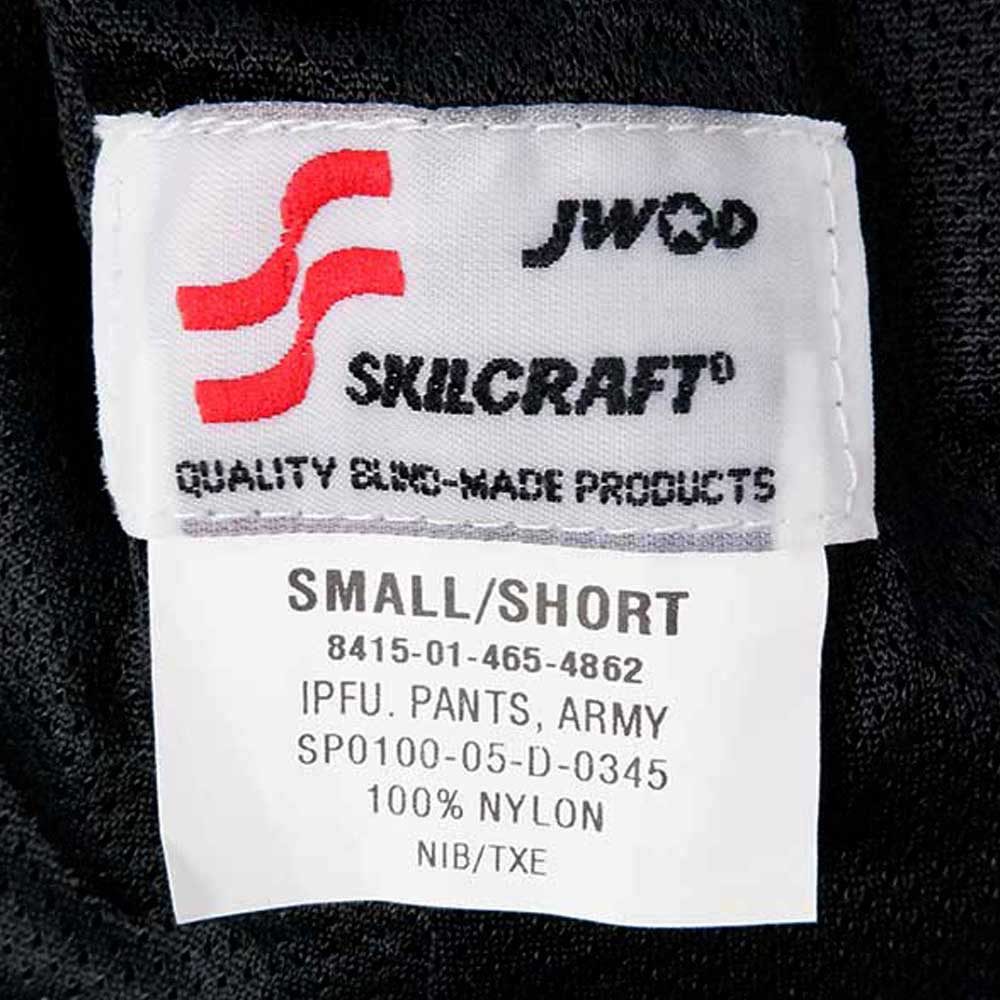 JWOD
SKILCRAFT®
QUALITY BLIND-MADE PRODUCTS
SMALL/SHORT
8415-01-465-4862
IPFU. PANTS, ARMY
SP0100-05-D-0345
100% NYLON
NIB/TXE